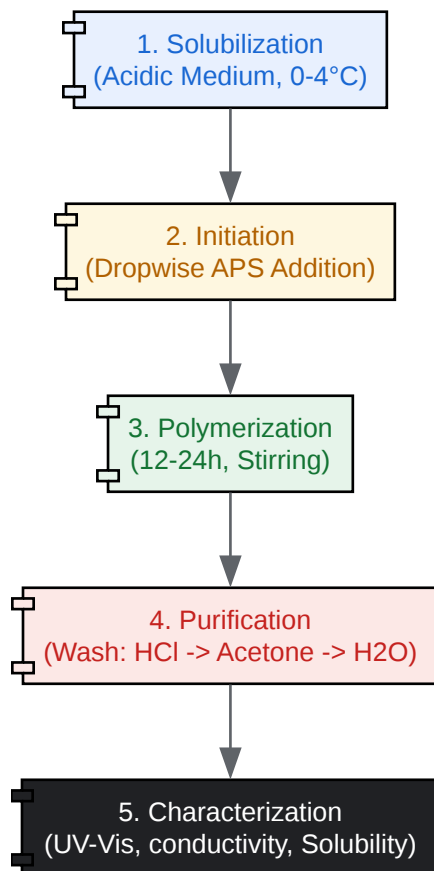 1. Solubilization
(Acidic Medium, 0-4°C)
2. Initiation
(Dropwise APS Addition)
3. Polymerization
(12-24h, Stirring)
4. Purification
(Wash: HCl -> Acetone -> H2O)
5. Characterization
(UV-Vis, conductivity, Solubility)